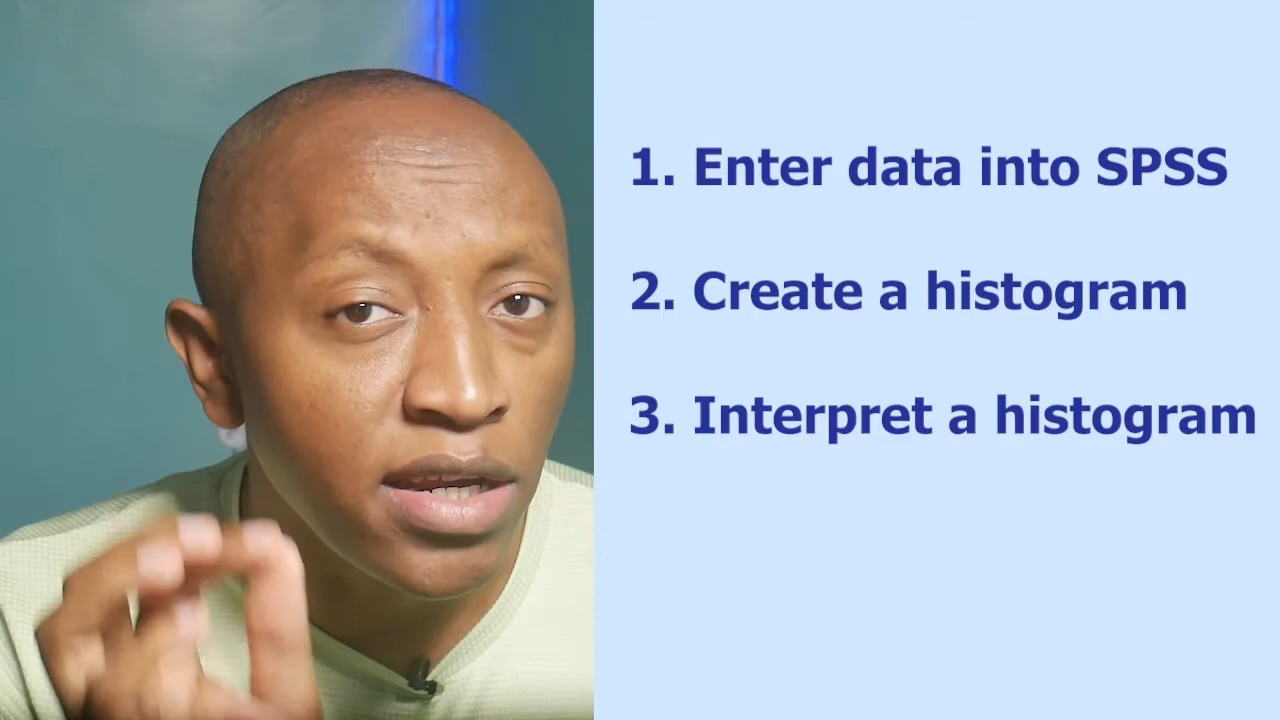 1. Enter data into SPSS
2. Create a histogram
3. Interpret a histogram